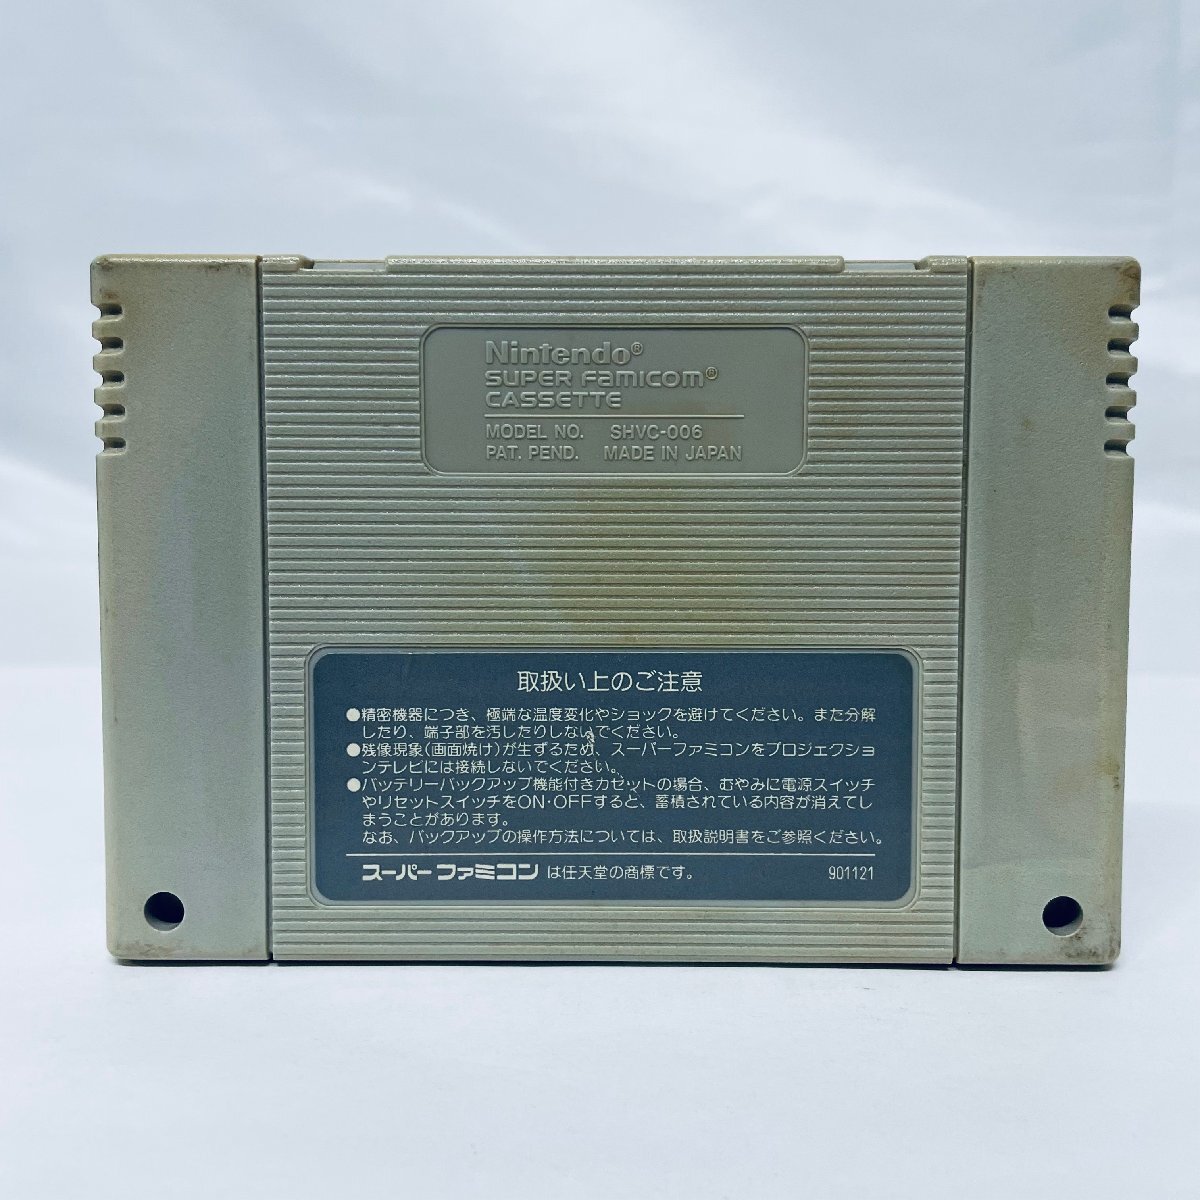 Nintendo®
SUPER FAMICOM®
CASSETTE
MODEL NO. SHVC-006
PAT. PEND. MADE IN JAPAN
取扱い上のご注意
●精密機器につき、極端な温度変化やショックを避けてください。また分解
したり、端子部を汚したりしないでください。
●残像現象(画面焼け)が生ずるため、スーパーファミコンをプロジェクショ
ンテレビには接続しないでください。
●バッテリーバックアップ機能付きカセットの場合、むやみに電源スイッチ
やリセットスイッチをON・OFFすると、蓄積されている内容が消えてし
まうことがあります。
なお、バックアップの操作方法については、取扱説明書をご参照ください。
スーパーファミコン は任天堂の商標です。 901121